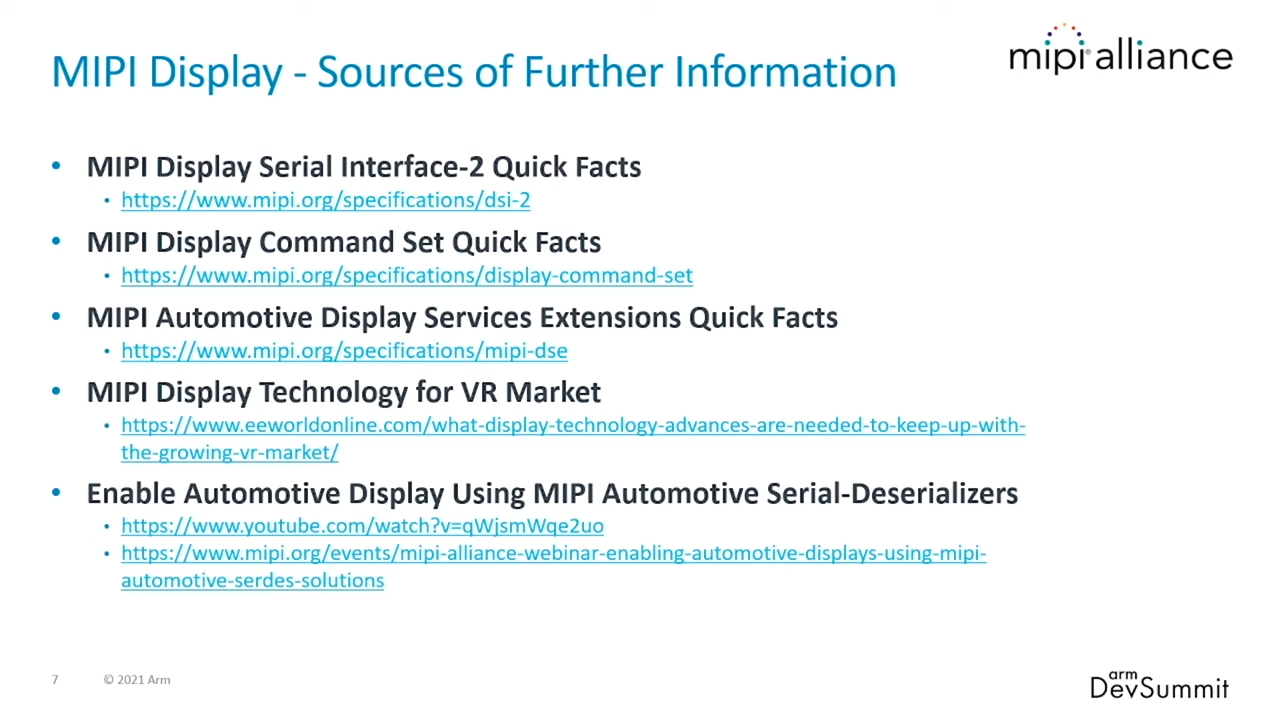 MIPI Display - Sources of Further Information
mipi® alliance
• MIPI Display Serial Interface-2 Quick Facts
• https://www.mipi.org/specifications/dsi-2
• MIPI Display Command Set Quick Facts
• https://www.mipi.org/specifications/display-command-set
• MIPI Automotive Display Services Extensions Quick Facts
• https://www.mipi.org/specifications/mipi-dse
• MIPI Display Technology for VR Market
• https://www.eeworldonline.com/what-display-technology-advances-are-needed-to-keep-up-with-
the-growing-vr-market/
• Enable Automotive Display Using MIPI Automotive Serial-Deserializers
• https://www.youtube.com/watch?v=qWjsmWqe2uo
• https://www.mipi.org/events/mipi-alliance-webinar-enabling-automotive-displays-using-mipi-
automotive-serdes-solutions
7 © 2021 Arm
arm
DevSummit